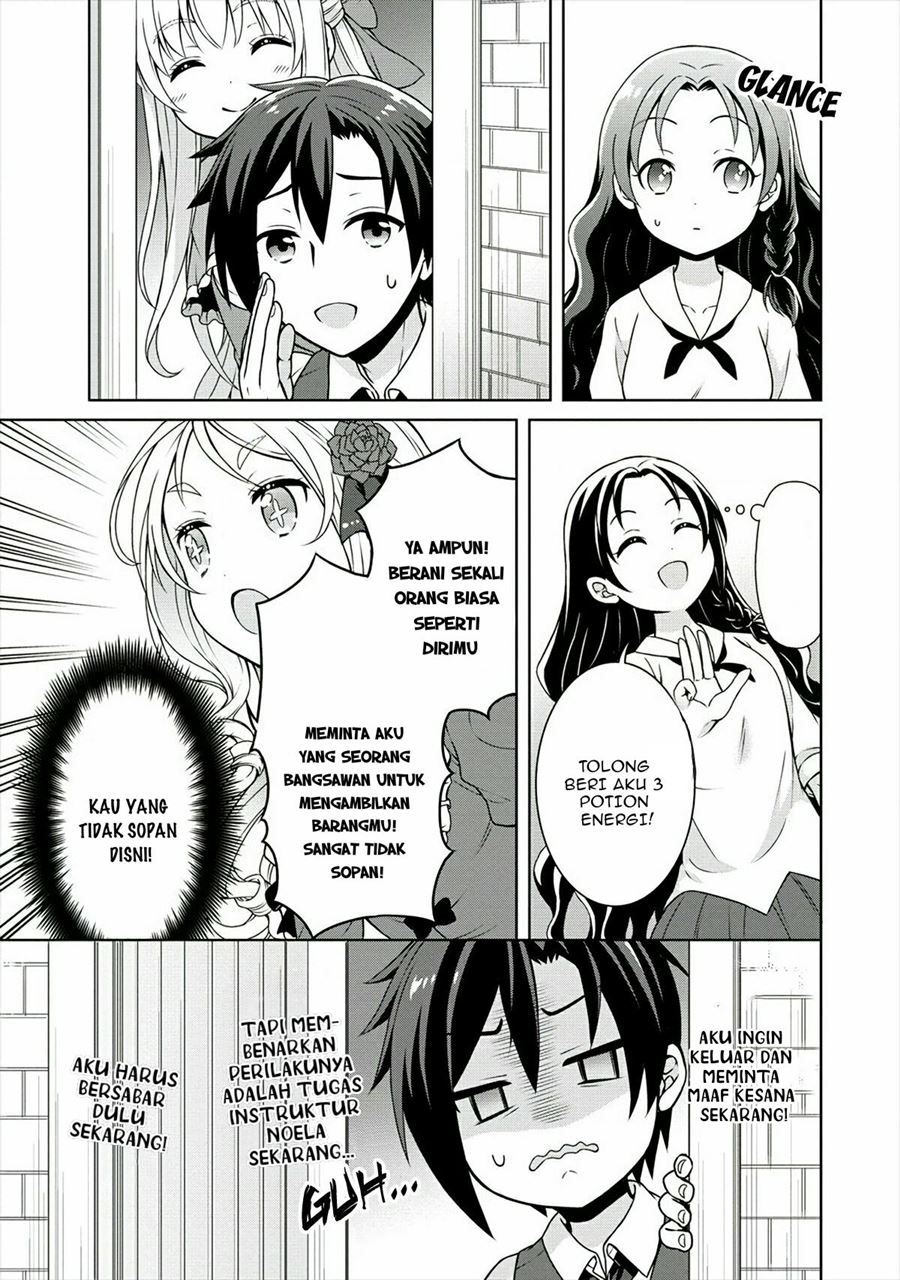 GLANCE
TOLONG
BERI AKU 3
POTION
ENERGI!
YA AMPUN!
BERANI SEKALI
ORANG BIASA
SEPERTI
DIRIMU
MEMINTA AKU
YANG SEORANG
BANGSAWAN UNTUK
MENGAMBILKAN
BARANGMU!
SANGAT TIDAK
SOPAN!
KAU YANG
TIDAK SOPAN
DISNI!
AKU INGIN
KELUAR DAN
MEMINTA
MAAF KESANA
SEKARANG!
TAPI MEM-
BENARKAN
PERILAKUNYA
ADALAH TUGAS
INSTRUKTUR
NOELA
SEKARANG...
GUH...
AKU HARUS
BERSABAR
DULU
SEKARANG!